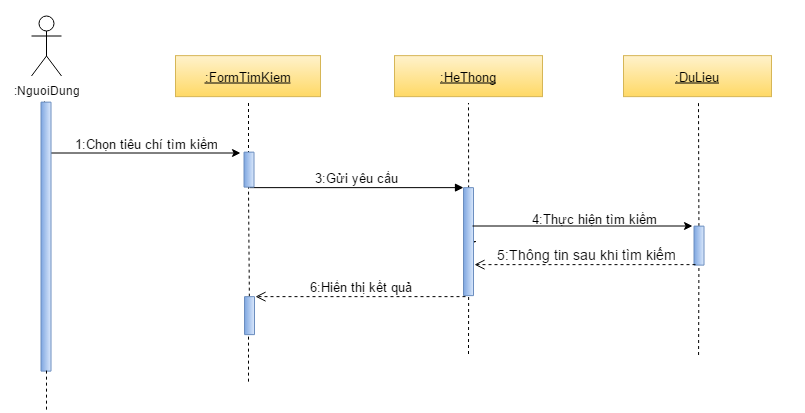 :NguoiDung
:FormTimKiem
:HeThong
:DuLieu
1:Chọn tiêu chí tìm kiếm
3:Gửi yêu cầu
4:Thực hiện tìm kiếm
5:Thông tin sau khi tìm kiếm
6:Hiển thị kết quả